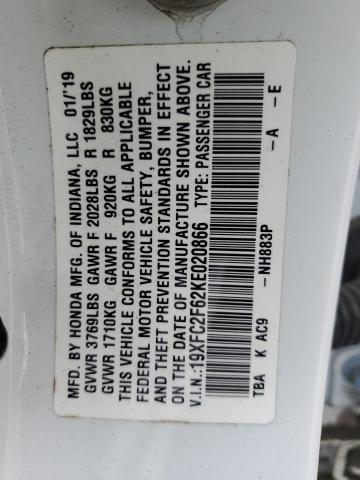 MFD. BY HONDA MFG. OF INDIANA, LLC 01/'19
GVWR 3769LBS GAWR F 2028LBS R 1829LBS
GVWR 1710KG GAWR F 920KG R 830KG
THIS VEHICLE CONFORMS TO ALL APPLICABLE
FEDERAL MOTOR VEHICLE SAFETY, BUMPER,
AND THEFT PREVENTION STANDARDS IN EFFECT
ON THE DATE OF MANUFACTURE SHOWN ABOVE.
V.I.N.:19XFC2F62KE020866 TYPE: PASSENGER CAR
TBA K AC9 -NH883P -A -E